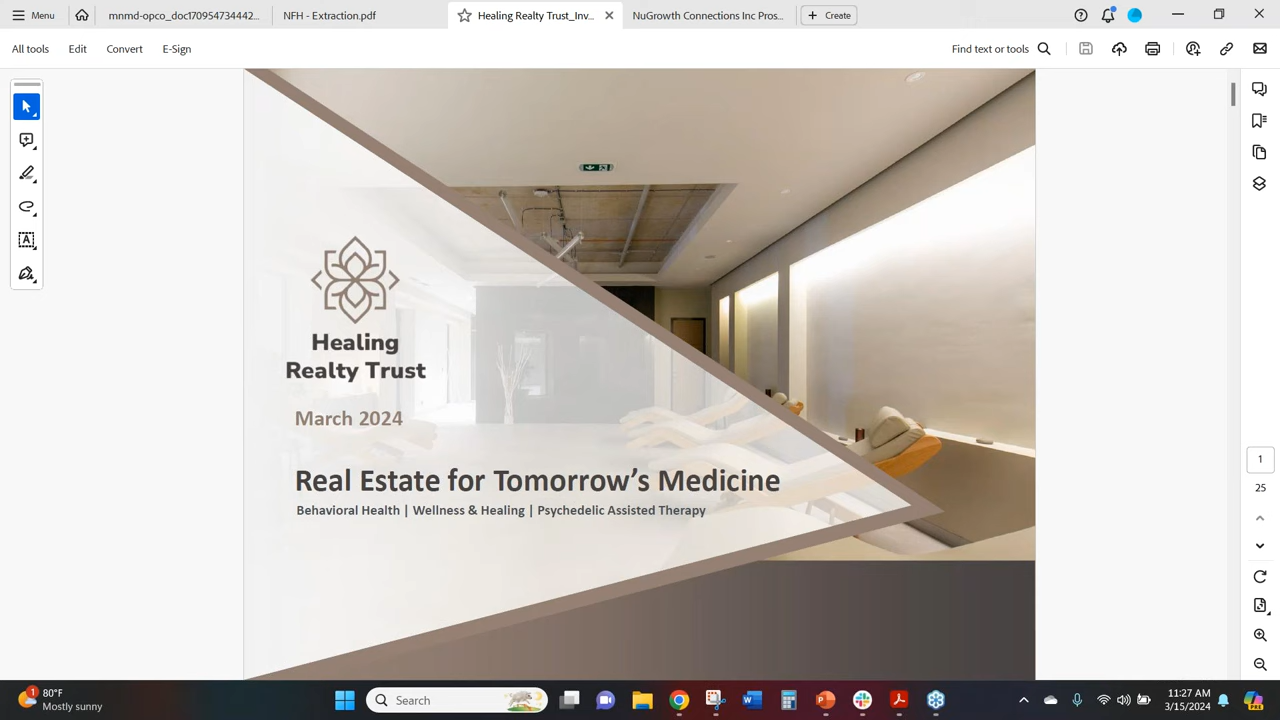 Menu
mnmd-opco_doc170954734442...
NFH - Extraction.pdf
Healing Realty Trust_Inv...
NuGrowth Connections Inc Pros...
Create
All tools
Edit
Convert
E-Sign
Find text or tools
Healing
Realty Trust
March 2024
Real Estate for Tomorrow's Medicine
Behavioral Health | Wellness & Healing | Psychedelic Assisted Therapy
1
25
1
80°F
Mostly sunny
Search
11:27 AM
3/15/2024